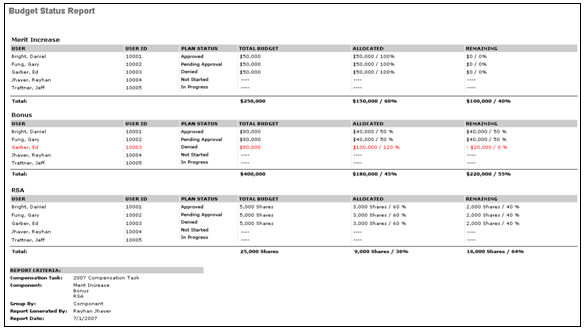 Budget Status Report
Merit Increase
USER USER ID PLAN STATUS TOTAL BUDGET ALLOCATED REMAINING
Bright, Daniel 10001 Approved $50,000 $50,000 / 100% $0 / 0%
Fung, Gary 10002 Pending Approval $50,000 $50,000 / 100% $0 / 0%
Garber, Ed 10003 Denied $50,000 $50,000 / 100% $0 / 0%
Jhaver, Reyhan 10004 Not Started ---- ---- ----
Trattner, Jeff 10005 In Progress ---- ---- ----
Total: $250,000 $150,000 / 60% $100,000 / 40%
Bonus
USER USER ID PLAN STATUS TOTAL BUDGET ALLOCATED REMAINING
Bright, Daniel 10001 Approved $80,000 $40,000 / 50 % $40,000 / 50 %
Fung, Gary 10002 Pending Approval $80,000 $40,000 / 50 % $40,000 / 50 %
Garber, Ed 10003 Denied $80,000 $100,000 / 120 % - $20,000 / 0 %
Jhaver, Reyhan 10004 Not Started ---- ---- ----
Trattner, Jeff 10005 In Progress ---- ---- ----
Total: $400,000 $180,000 / 45% $220,000 / 55%
RSA
USER USER ID PLAN STATUS TOTAL BUDGET ALLOCATED REMAINING
Bright, Daniel 10001 Approved 5,000 Shares 3,000 Shares / 60 % 2,000 Shares / 40 %
Fung, Gary 10002 Pending Approval 5,000 Shares 3,000 Shares / 60 % 2,000 Shares / 40 %
Garber, Ed 10003 Denied 5,000 Shares 3,000 Shares / 60 % 2,000 Shares / 40 %
Jhaver, Reyhan 10004 Not Started ---- ---- ----
Trattner, Jeff 10005 In Progress ---- ---- ----
Total: 25,000 Shares 9,000 Shares / 36% 16,000 Shares / 64%
REPORT CRITERIA:
Compensation Task: 2007 Compensation Task
Component: Merit Increase
Bonus
RSA
Group By: Component
Report Generated By: Reyhan Jhaver
Report Date: 7/1/2007